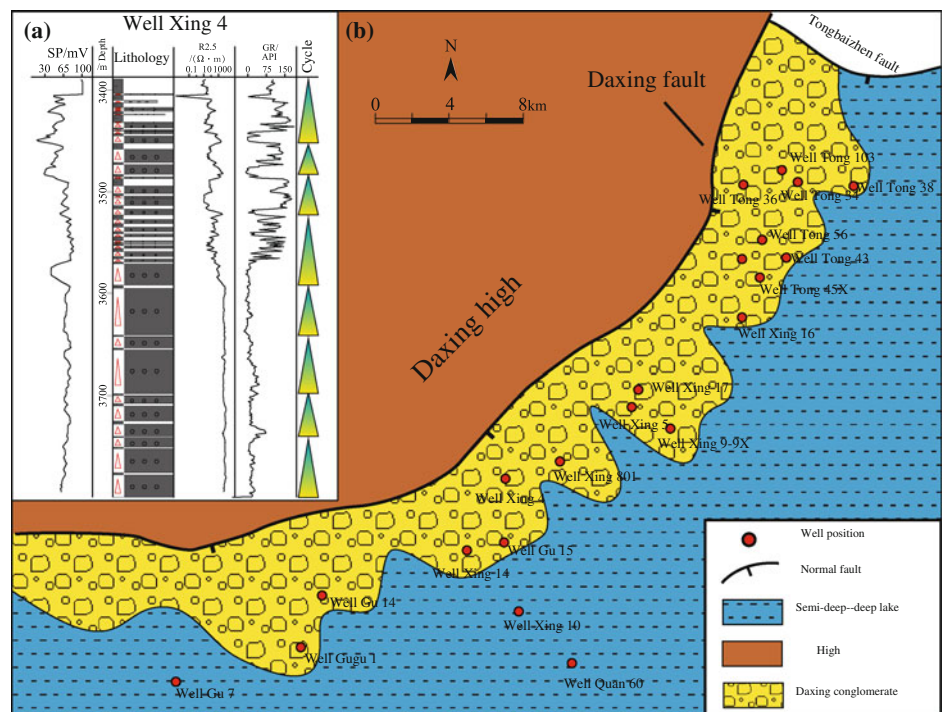 (a)
Well Xing 4
SP/mV
30 65 100
Depth
/m
Lithology
R2.5
/(Ω · m)
0.1 10 1000
GR/
API
0 75 150
Cycle
3400
3500
3600
3700
(b)
N
0 4 8km
Daxing fault
Tongbaizhen fault
Daxing high
Well Tong 103
Well Tong 38
Well Tong 34
Well Tong 36
Well Tong 56
Well Tong 43
Well Tong 45X
Well Xing 16
Well Xing 17
Well Xing 5
Well Xing 9-9X
Well Xing 801
Well Xing 4
Well Gu 15
Well Xing 14
Well Gu 14
Well Xing 10
Well Gugu 1
Well Quan 60
Well Gu 7
Well position
Normal fault
Semi-deep--deep lake
High
Daxing conglomerate